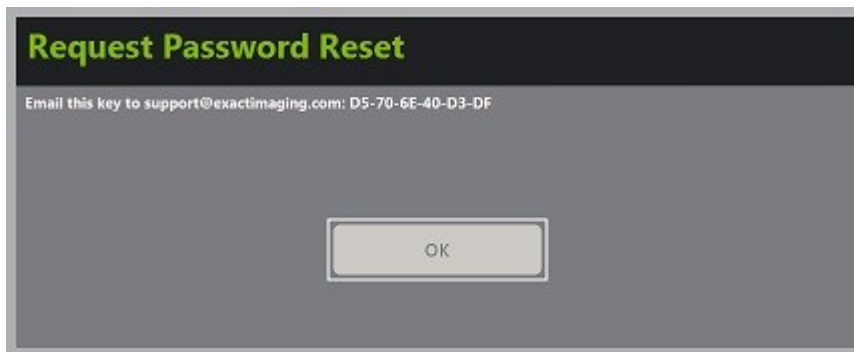 Request Password Reset
Email this key to support@exactimaging.com: D5-70-6E-40-D3-DF
OK